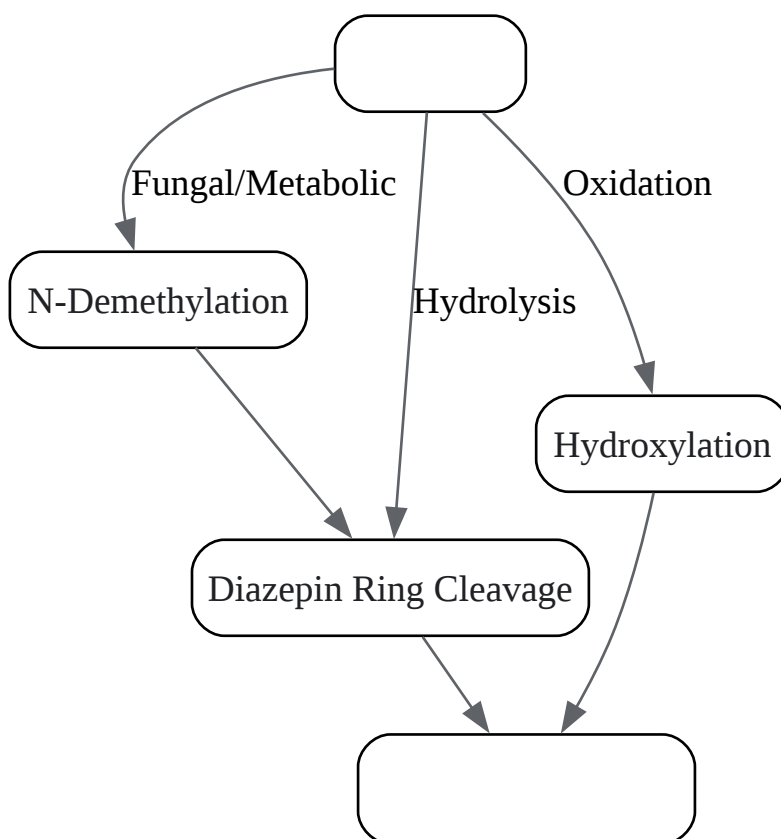 Fungal/Metabolic
Oxidation
N-Demethylation
Hydrolysis
Hydroxylation
Diazepin Ring Cleavage